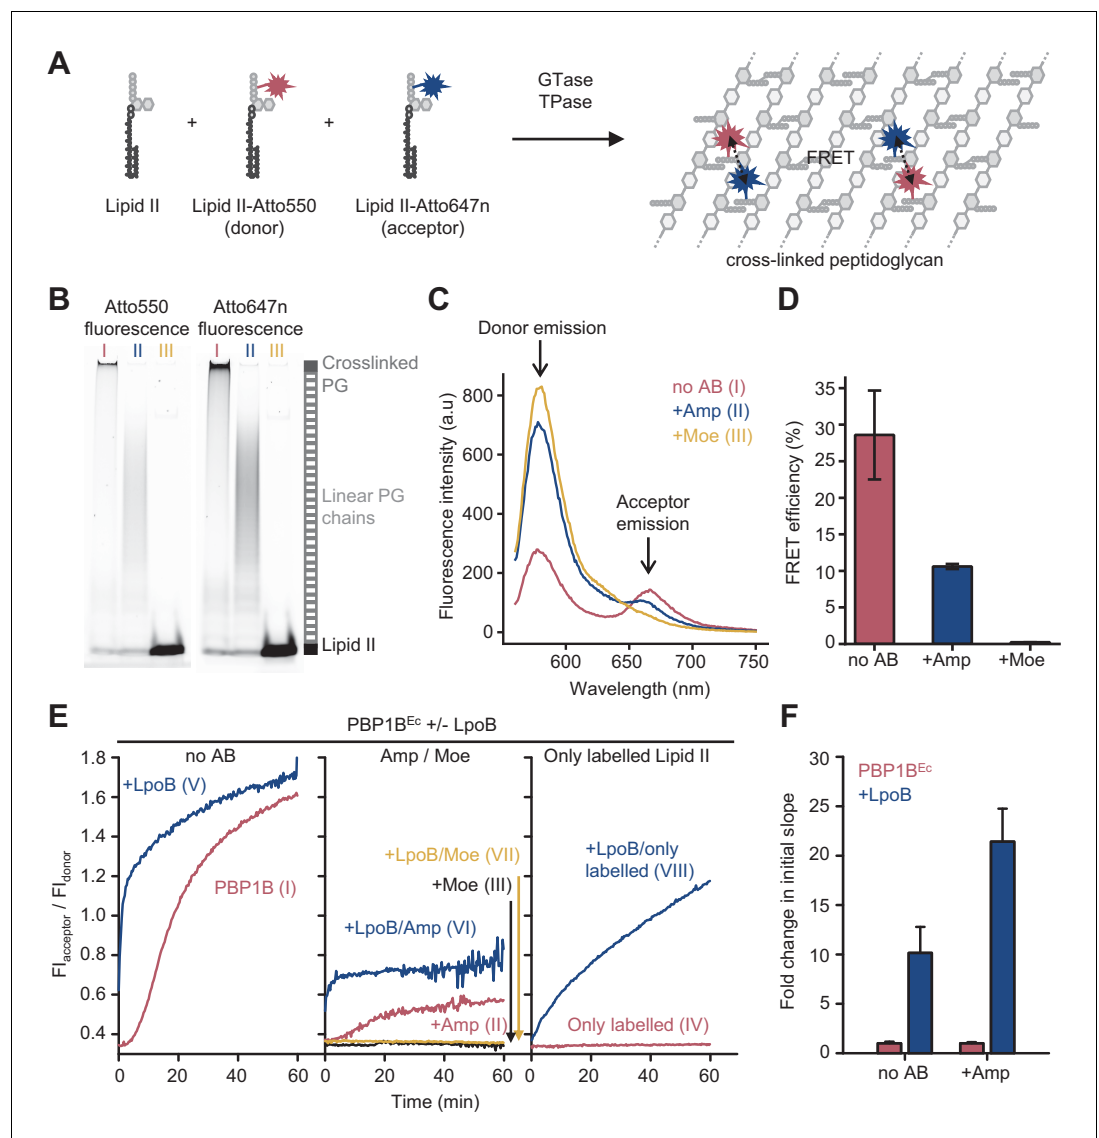 A
GTase
TPase
+
+
FRET
Lipid II
Lipid II-Atto550
(donor)
Lipid II-Atto647n
(acceptor)
cross-linked peptidoglycan
B
Atto550
fluorescence
Atto647n
fluorescence
I II III
I II III
Crosslinked
PG
Linear PG
chains
Lipid II
C
Donor emission
no AB (I)
+Amp (II)
+Moe (III)
Acceptor
emission
Fluorescence intensity (a.u)
800
600
400
200
0
600 650 700 750
Wavelength (nm)
D
FRET efficiency (%)
35
30
25
20
15
10
5
0
no AB +Amp +Moe
E
PBP1BEc +/- LpoB
no AB
Amp / Moe
Only labelled Lipid II
FIacceptor / FIdonor
1.8
1.6
1.4
1.2
1.0
0.8
0.6
0.4
+LpoB (V)
PBP1B (I)
+LpoB/Moe (VII)
+Moe (III)
+LpoB/Amp (VI)
+Amp (II)
+LpoB/only
labelled (VIII)
Only labelled (IV)
0 20 40 60
0 20 40 60
0 20 40 60
Time (min)
F
Fold change in initial slope
30
25
20
15
10
5
0
PBP1BEc
+LpoB
no AB +Amp